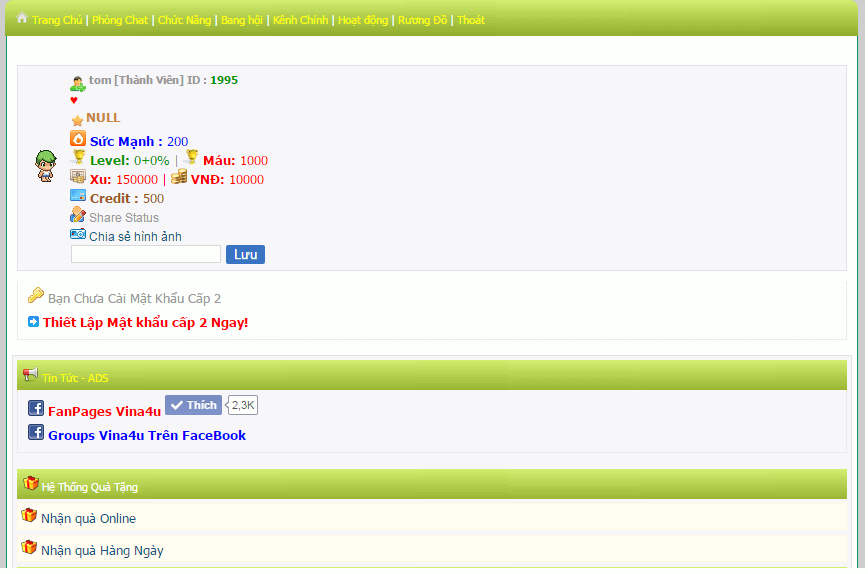 Trang Chủ | Phòng Chat | Chức Năng | Bang hội | Kênh Chính | Hoạt động | Rương Đồ | Thoát
tom [Thành Viên] ID : 1995
♥
NULL
Sức Mạnh : 200
Level: 0+0% | Máu: 1000
Xu: 150000 | VNĐ: 10000
Credit : 500
Share Status
Chia sẻ hình ảnh
Lưu
Bạn Chưa Cài Mật Khẩu Cấp 2
Thiết Lập Mật khẩu cấp 2 Ngay!
Tin Tức - ADS
FanPages Vina4u Thích 2,3K
Groups Vina4u Trên FaceBook
Hệ Thống Quà Tặng
Nhận quà Online
Nhận quà Hàng Ngày